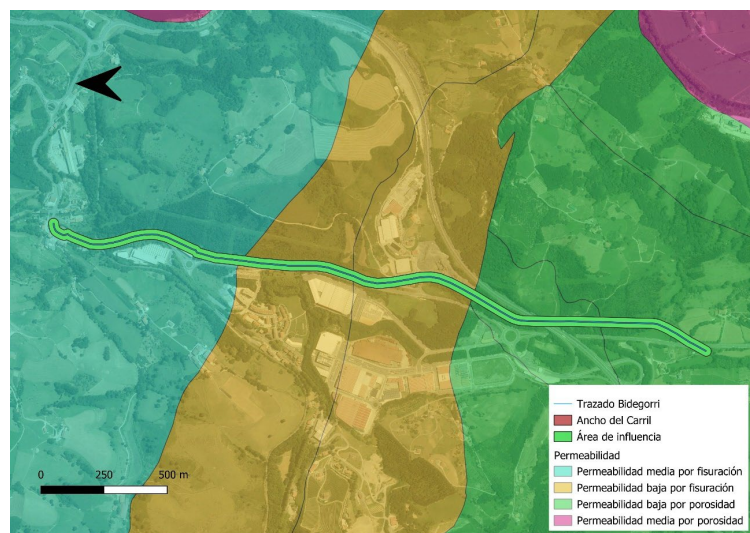 Trazado Bidegorri
Ancho del Carril
Área de influencia
Permeabilidad
Permeabilidad media por fisuración
Permeabilidad baja por fisuración
Permeabilidad baja por porosidad
Permeabilidad media por porosidad
0 250 500 m